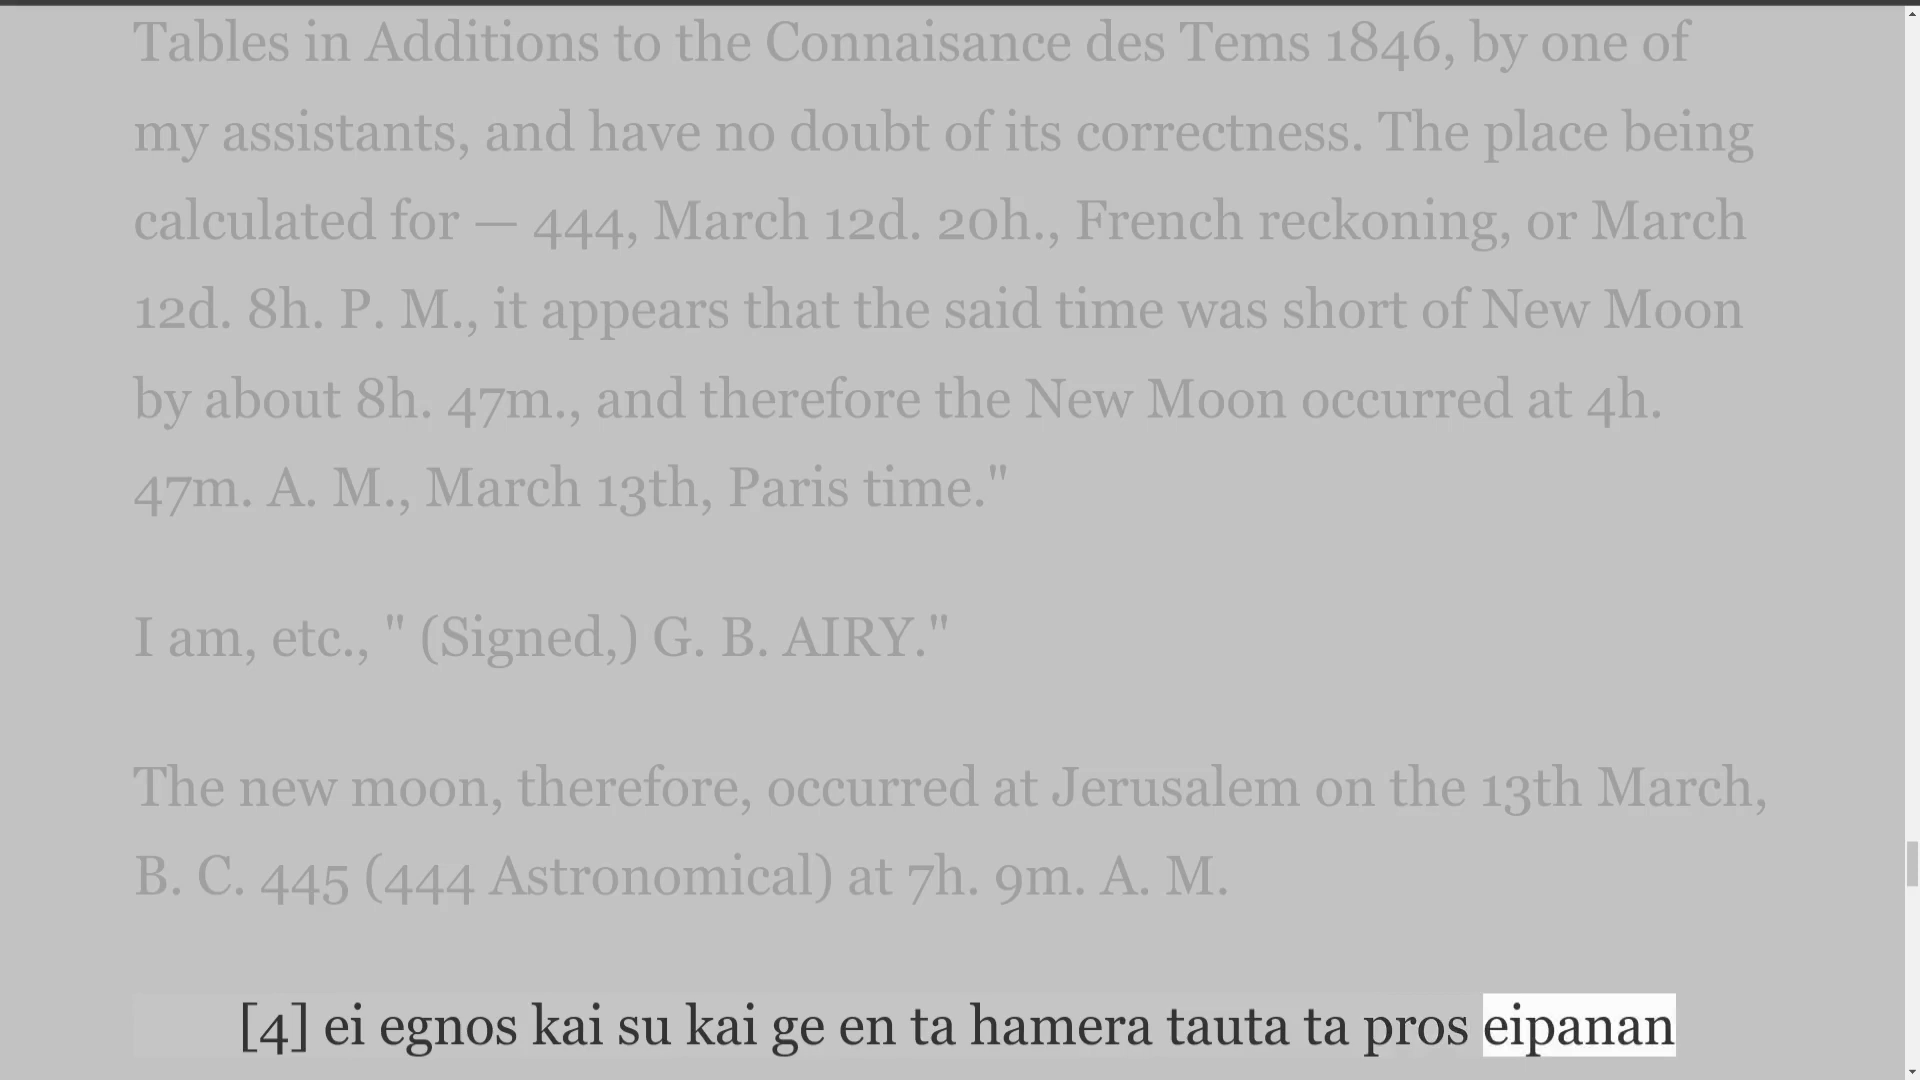 Tables in Additions to the Connaisance des Tems 1846, by one of
my assistants, and have no doubt of its correctness. The place being
calculated for — 444, March 12d. 20h., French reckoning, or March
12d. 8h. P. M., it appears that the said time was short of New Moon
by about 8h. 47m., and therefore the New Moon occurred at 4h.
47m. A. M., March 13th, Paris time."
I am, etc., " (Signed,) G. B. AIRY."
The new moon, therefore, occurred at Jerusalem on the 13th March,
B. C. 445 (444 Astronomical) at 7h. 9m. A. M.
[4] ei egnos kai su kai ge en ta hamera tauta ta pros eipanan